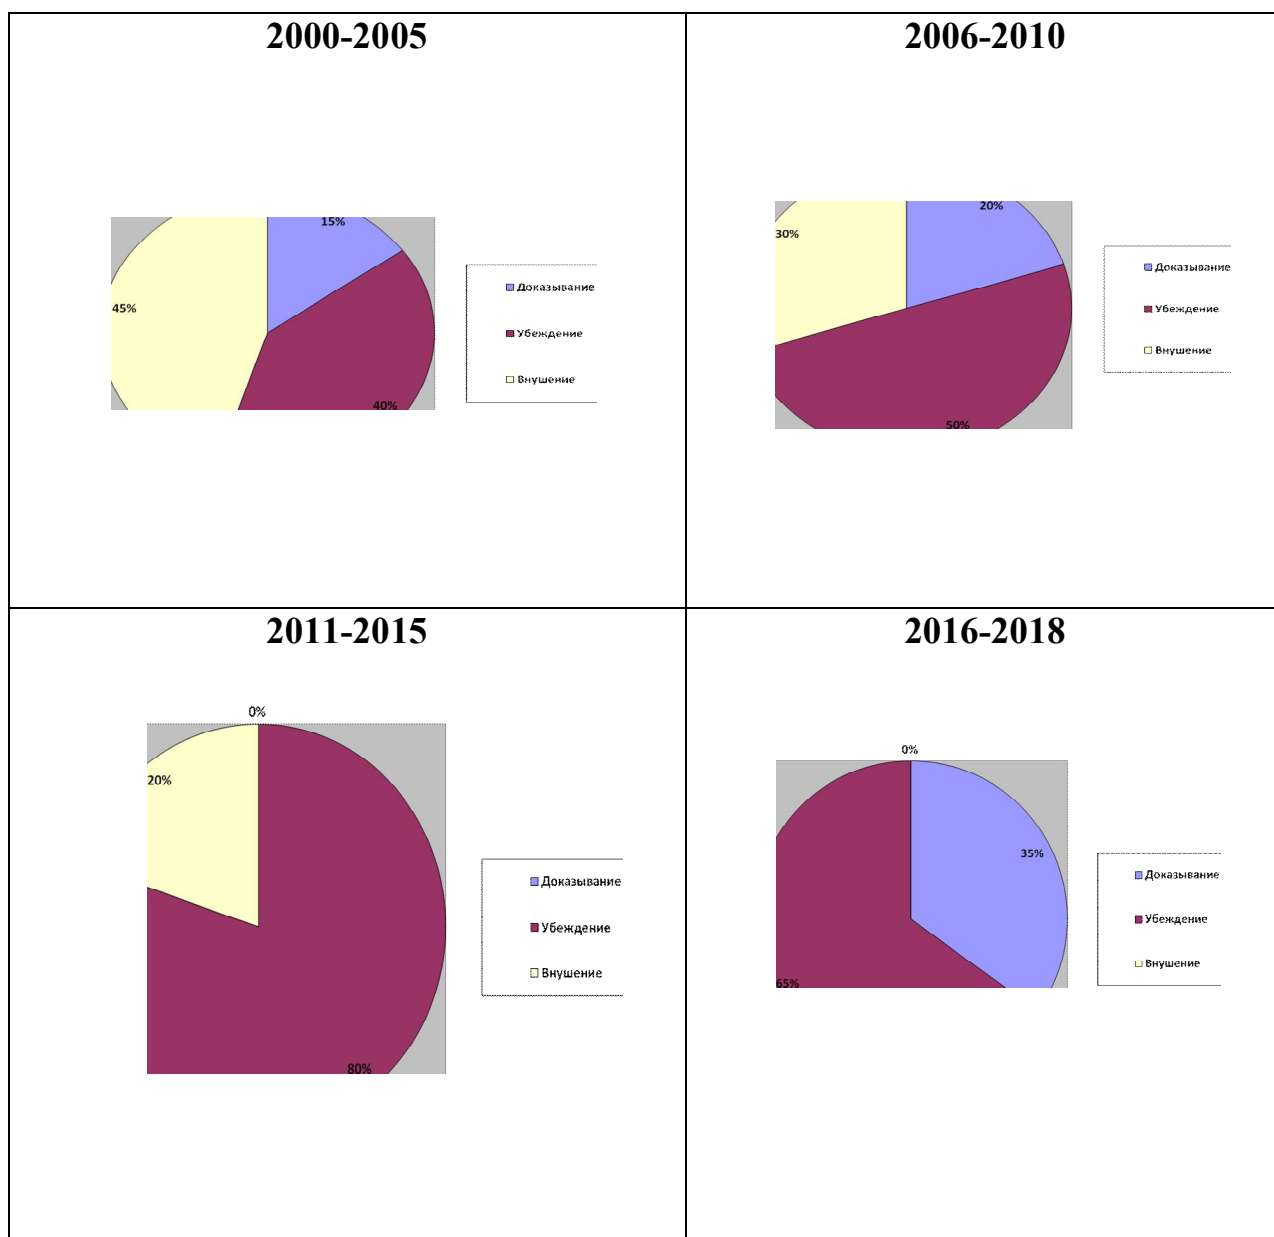 2000-2005
15%
45%
40%
Доказывание
Убеждение
Внушение
2006-2010
20%
30%
50%
Доказывание
Убеждение
Внушение
2011-2015
0%
20%
80%
Доказывание
Убеждение
Внушение
2016-2018
0%
35%
65%
Доказывание
Убеждение
Внушение